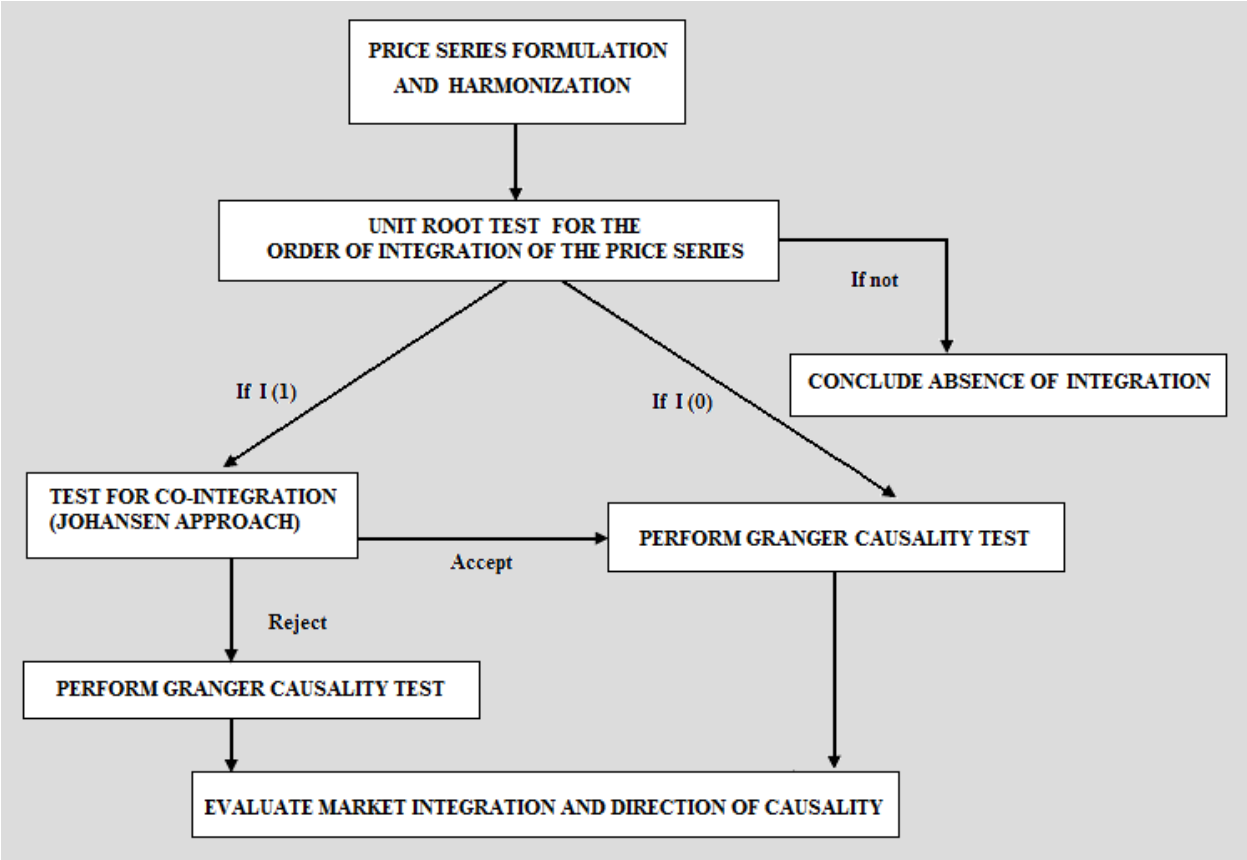 PRICE SERIES FORMULATION
AND HARMONIZATION
UNIT ROOT TEST FOR THE
ORDER OF INTEGRATION OF THE PRICE SERIES
If not
CONCLUDE ABSENCE OF INTEGRATION
If I (1)
If I (0)
TEST FOR CO-INTEGRATION
(JOHANSEN APPROACH)
PERFORM GRANGER CAUSALITY TEST
Accept
Reject
PERFORM GRANGER CAUSALITY TEST
EVALUATE MARKET INTEGRATION AND DIRECTION OF CAUSALITY